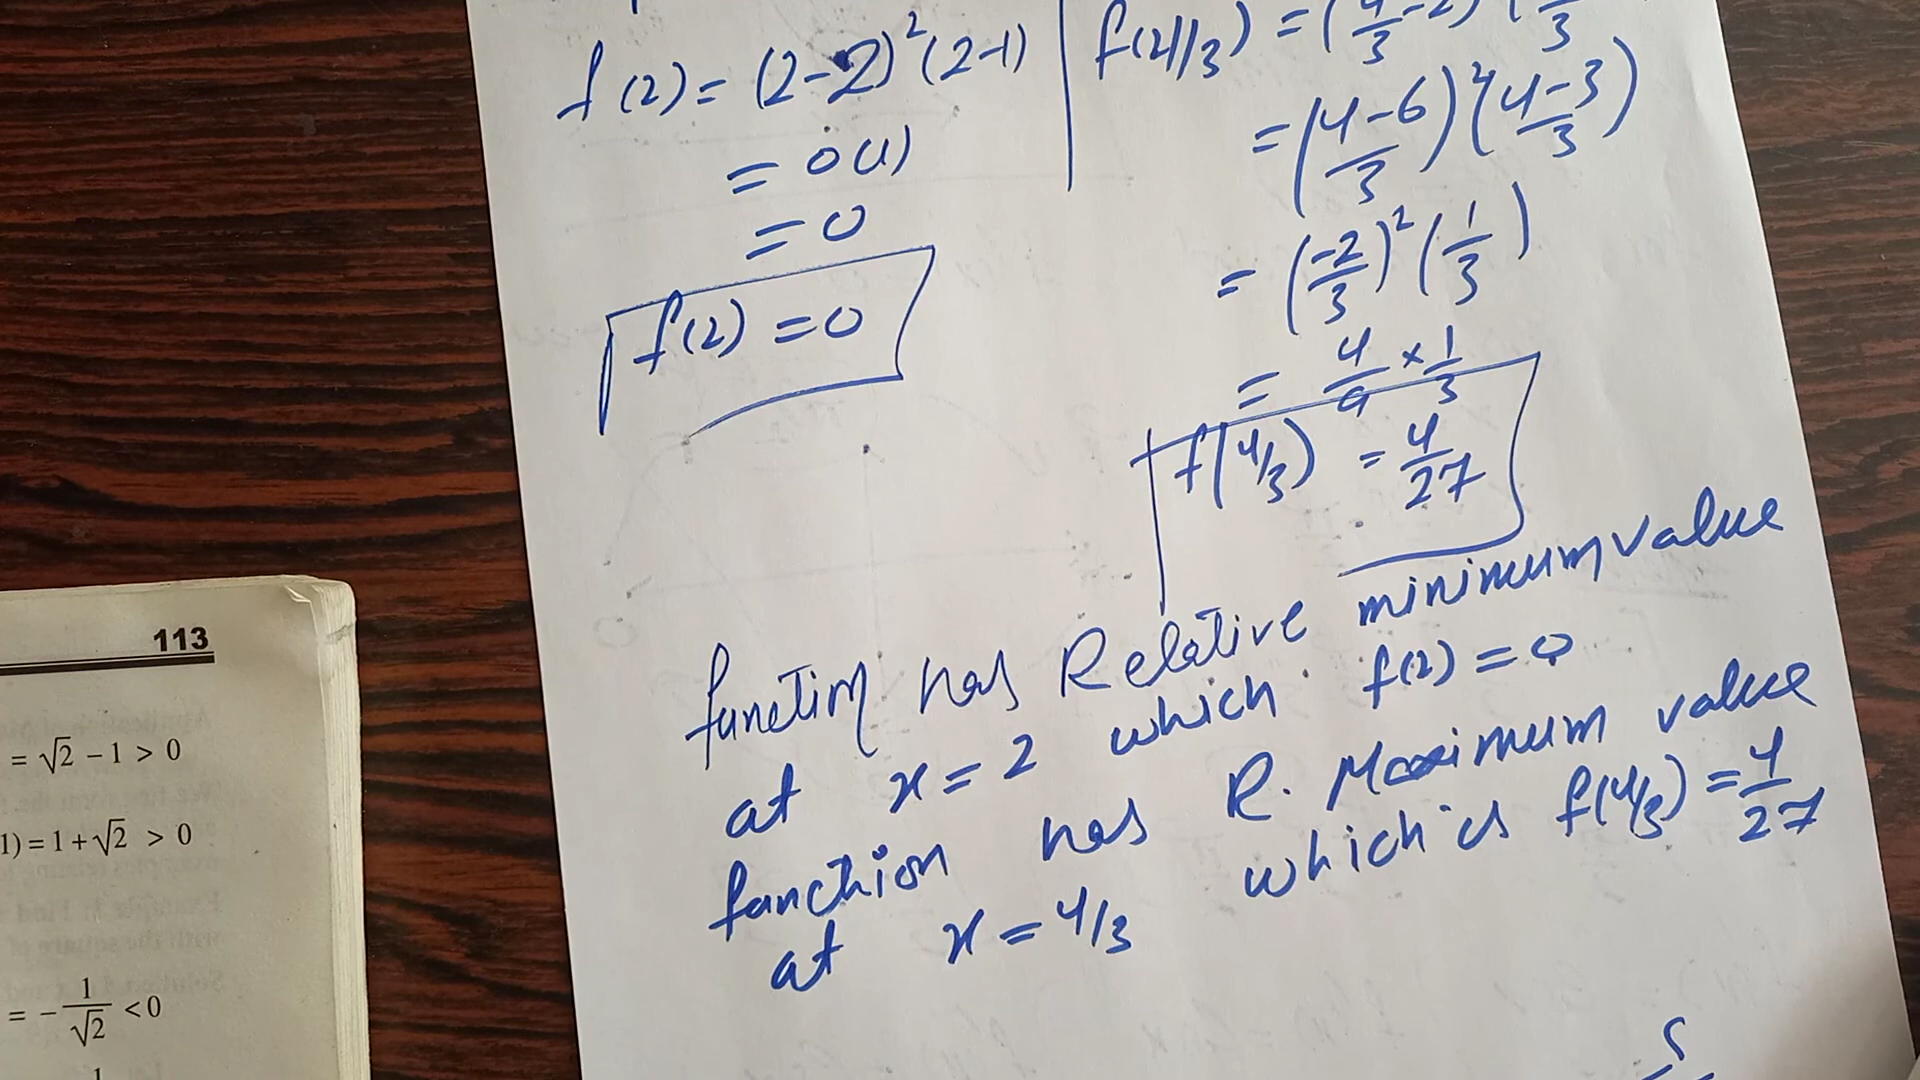 f(2) = (2-2)²(2-1)
= 0(1)
= 0
f(2) = 0
f(4/3) = (4/3 - 2)
= (4-6/3)²(4-3/3)
= (-2/3)²(1/3)
= 4/9 × 1/3
f(4/3) = 4/27
function has Relative minimum value
at x = 2 which f(2) = 0
function has R. Maximum value
at x = 4/3 which is f(4/3) = 4/27
113
= √2 - 1 > 0
1) = 1 + √2 > 0
= - 1/√2 < 0
1